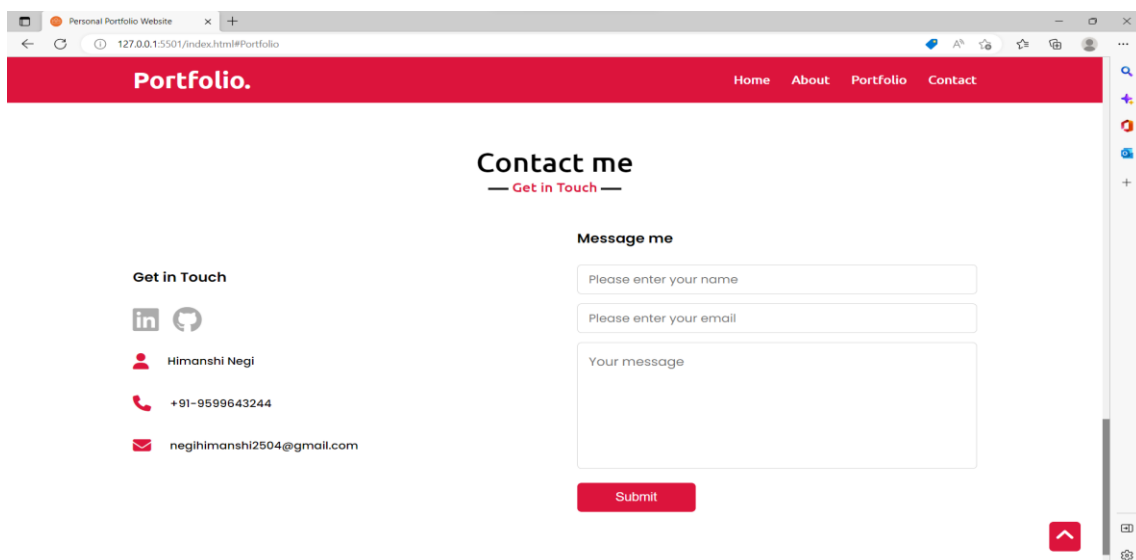 Personal Portfolio Website
127.0.0.1:5501/index.html#Portfolio
Portfolio.
Home About Portfolio Contact
Contact me
Get in Touch
Get in Touch
in
Himanshi Negi
+91-9599643244
negihimanshi2504@gmail.com
Message me
Please enter your name
Please enter your email
Your message
Submit